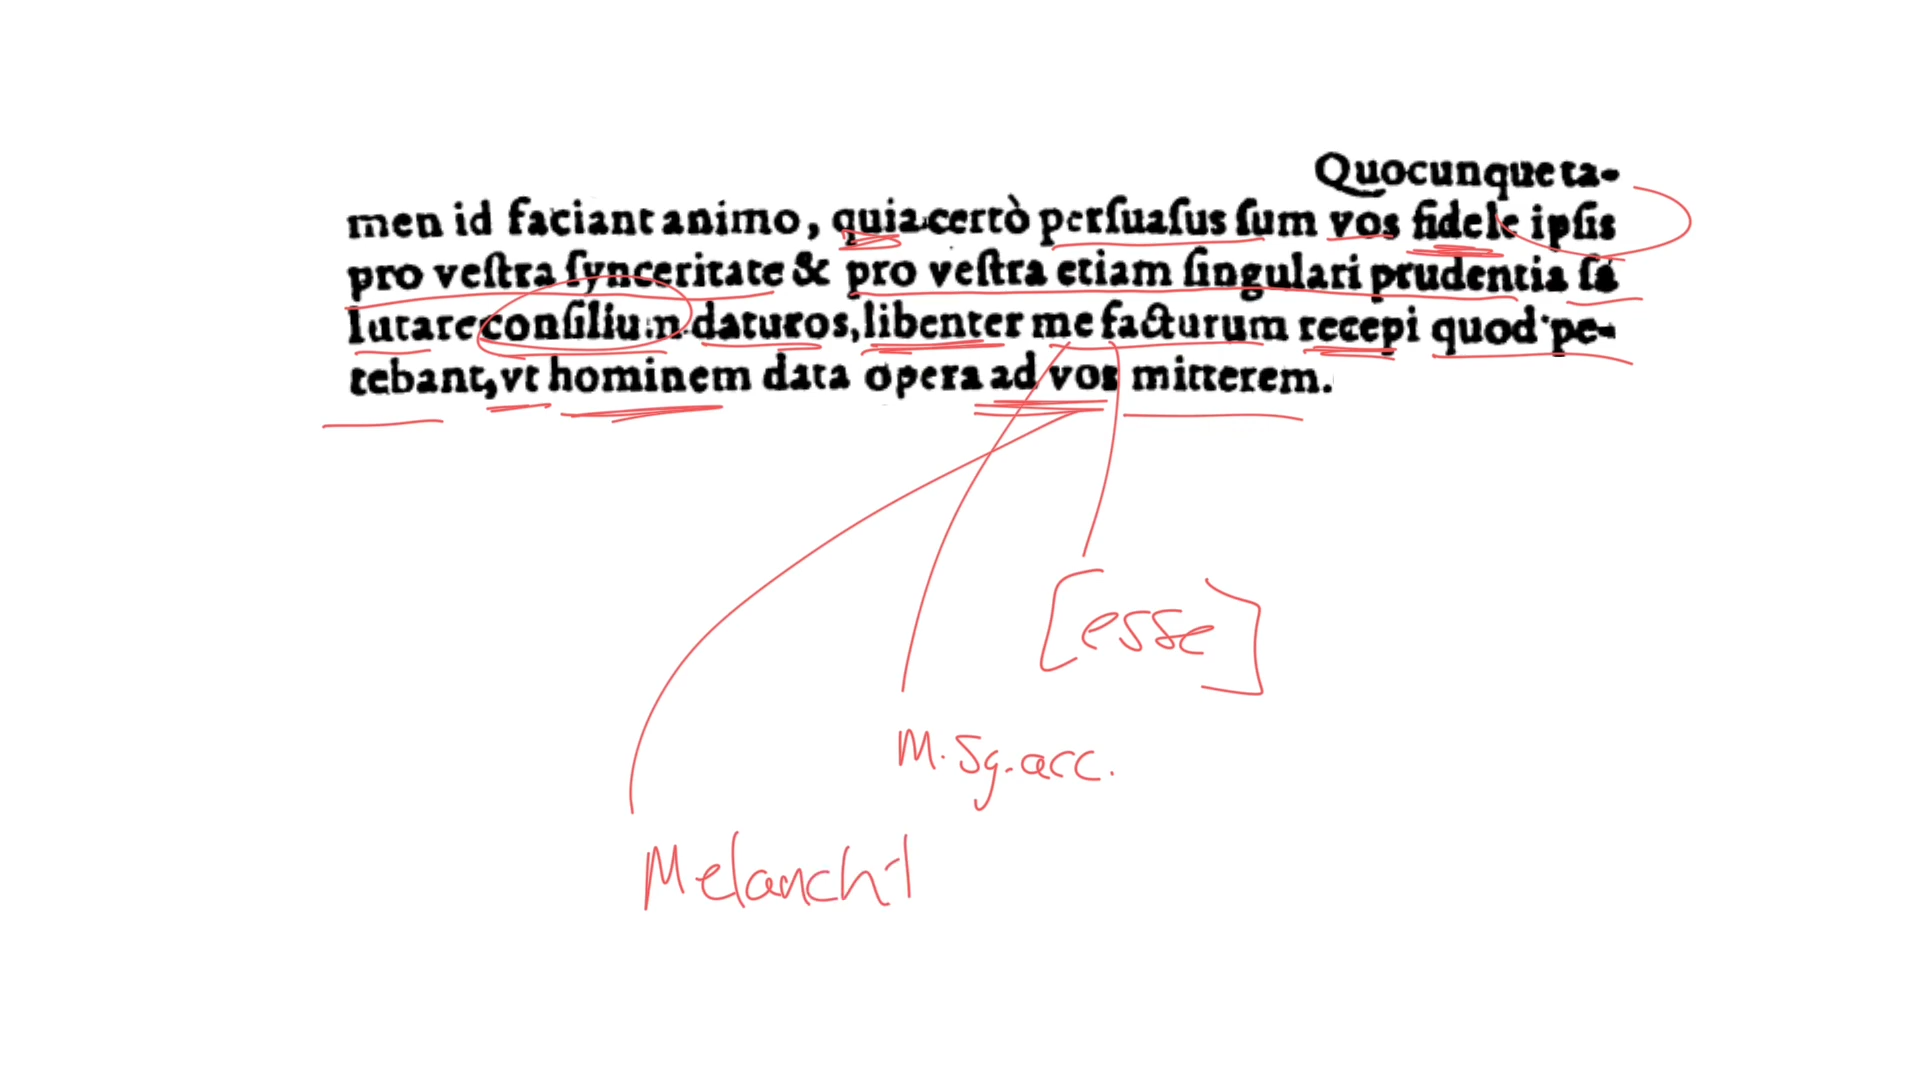 Quocunque ta-
men id faciant animo, quia certò perſuaſus ſum vos fidele ipſis
pro veſtra ſynceritate & pro veſtra etiam ſingulari prudentia ſa
lutare conſilium daturos, libenter me facturum recepi quod pe-
tebant, vt hominem data opera ad vos mitterem.
[esse]
M. Sg. acc.
Melancht